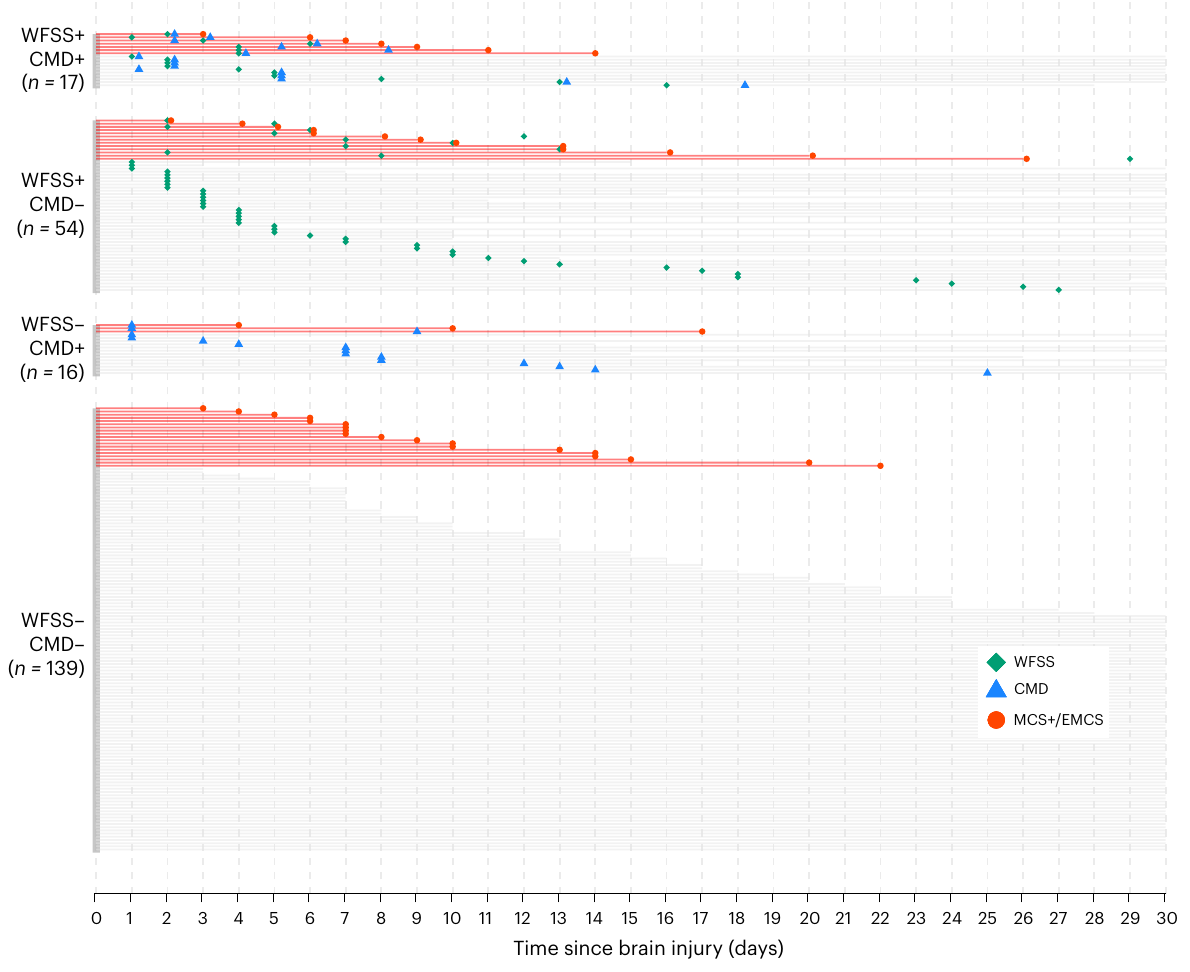 WFSS+
CMD+
(n = 17)
WFSS+
CMD–
(n = 54)
WFSS–
CMD+
(n = 16)
WFSS–
CMD–
(n = 139)
WFSS
CMD
MCS+/EMCS
0 1 2 3 4 5 6 7 8 9 10 11 12 13 14 15 16 17 18 19 20 21 22 23 24 25 26 27 28 29 30
Time since brain injury (days)